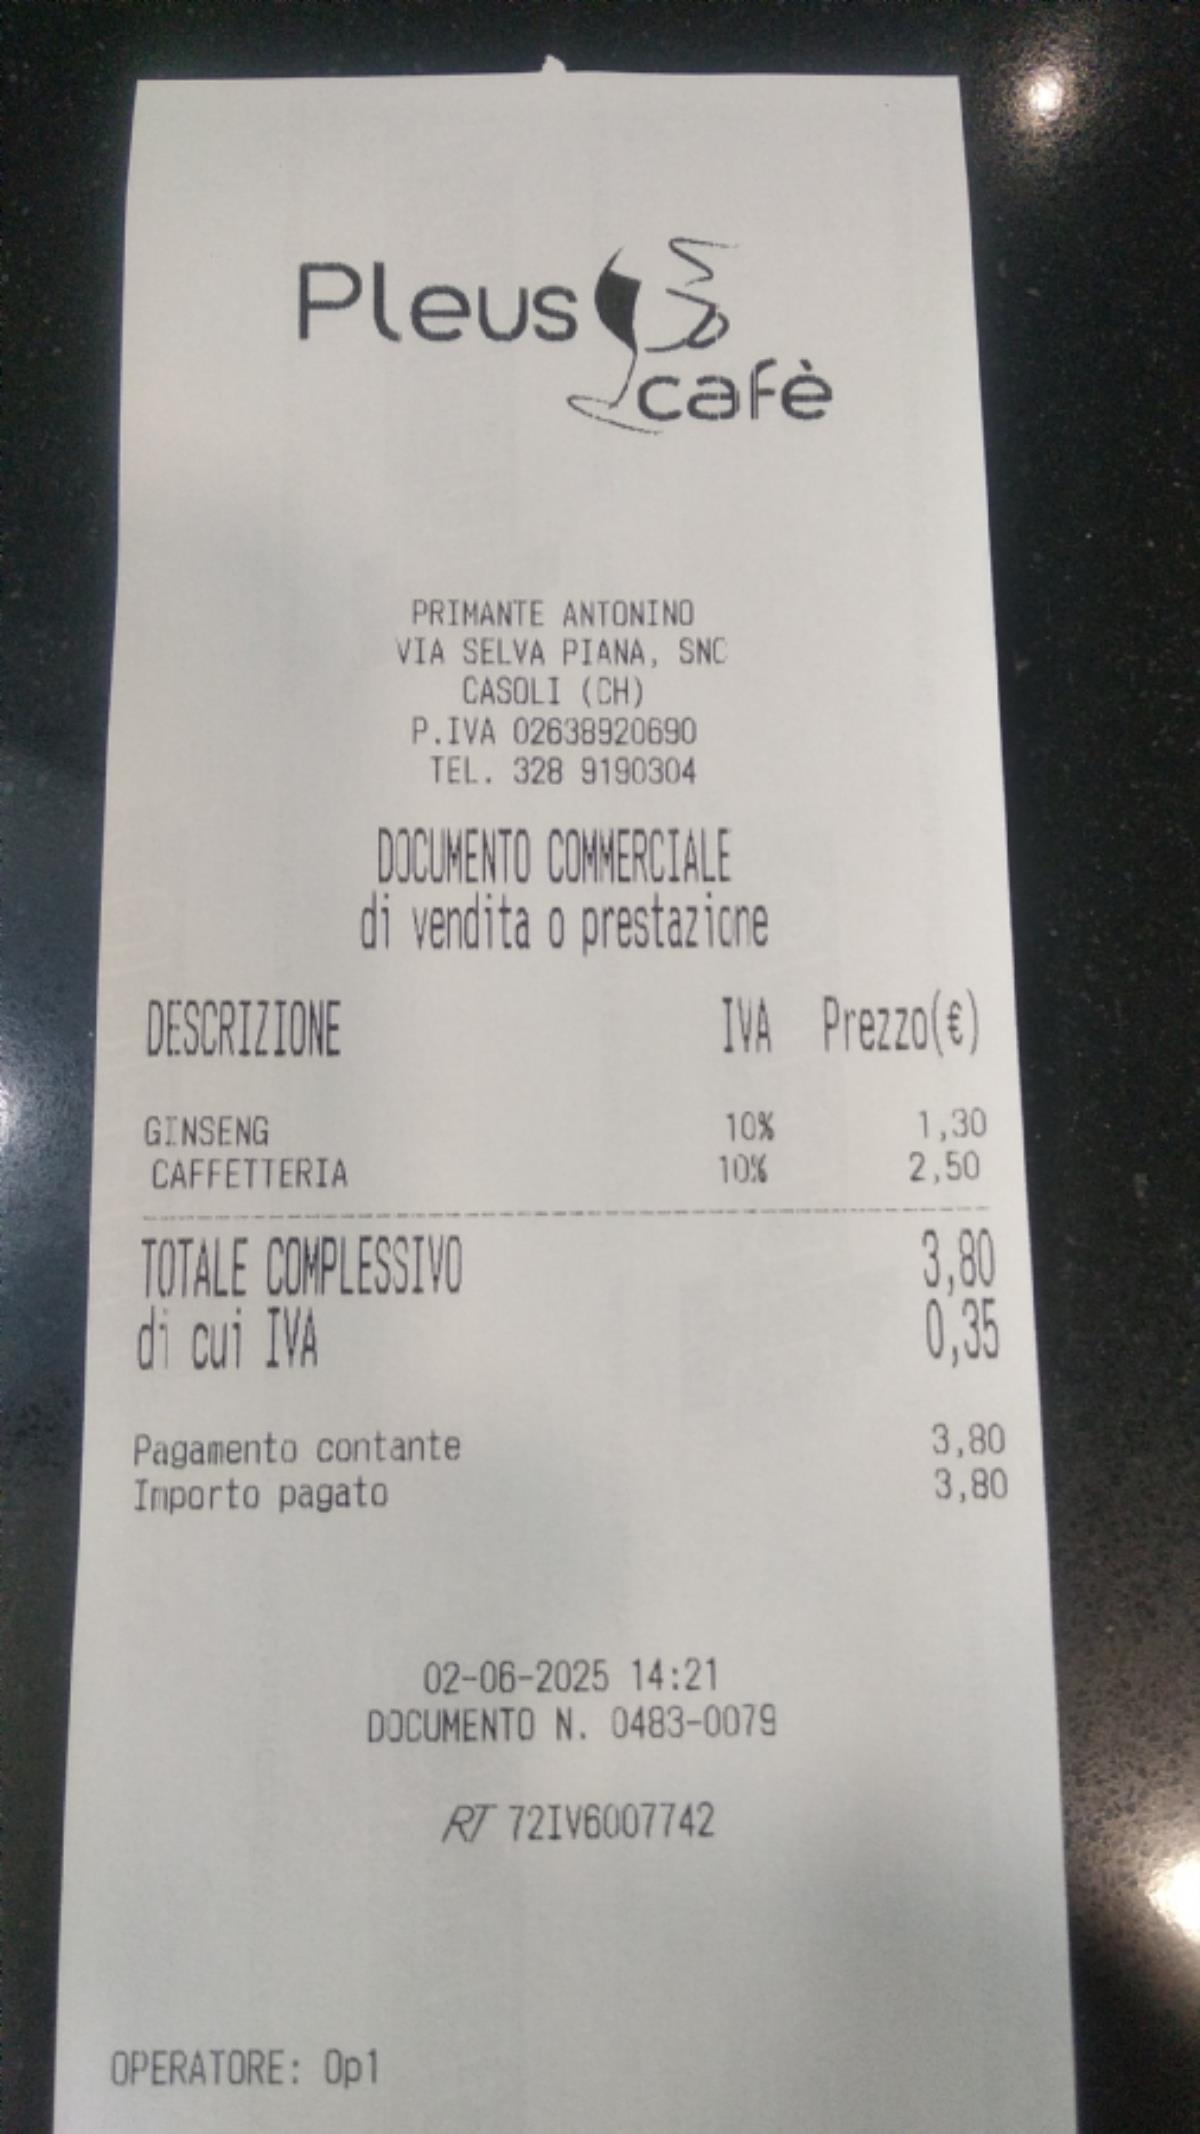 Pleus
cafè
PRIMANTE ANTONINO
VIA SELVA PIANA, SNC
CASOLI (CH)
P.IVA 02638920690
TEL. 328 9190304
DOCUMENTO COMMERCIALE
di vendita o prestazione
DESCRIZIONE IVA Prezzo(€)
GINSENG 10% 1,30
CAFFETTERIA 10% 2,50
TOTALE COMPLESSIVO 3,80
di cui IVA 0,35
Pagamento contante 3,80
Importo pagato 3,80
02-06-2025 14:21
DOCUMENTO N. 0483-0079
RT 72IV6007742
OPERATORE: Op1